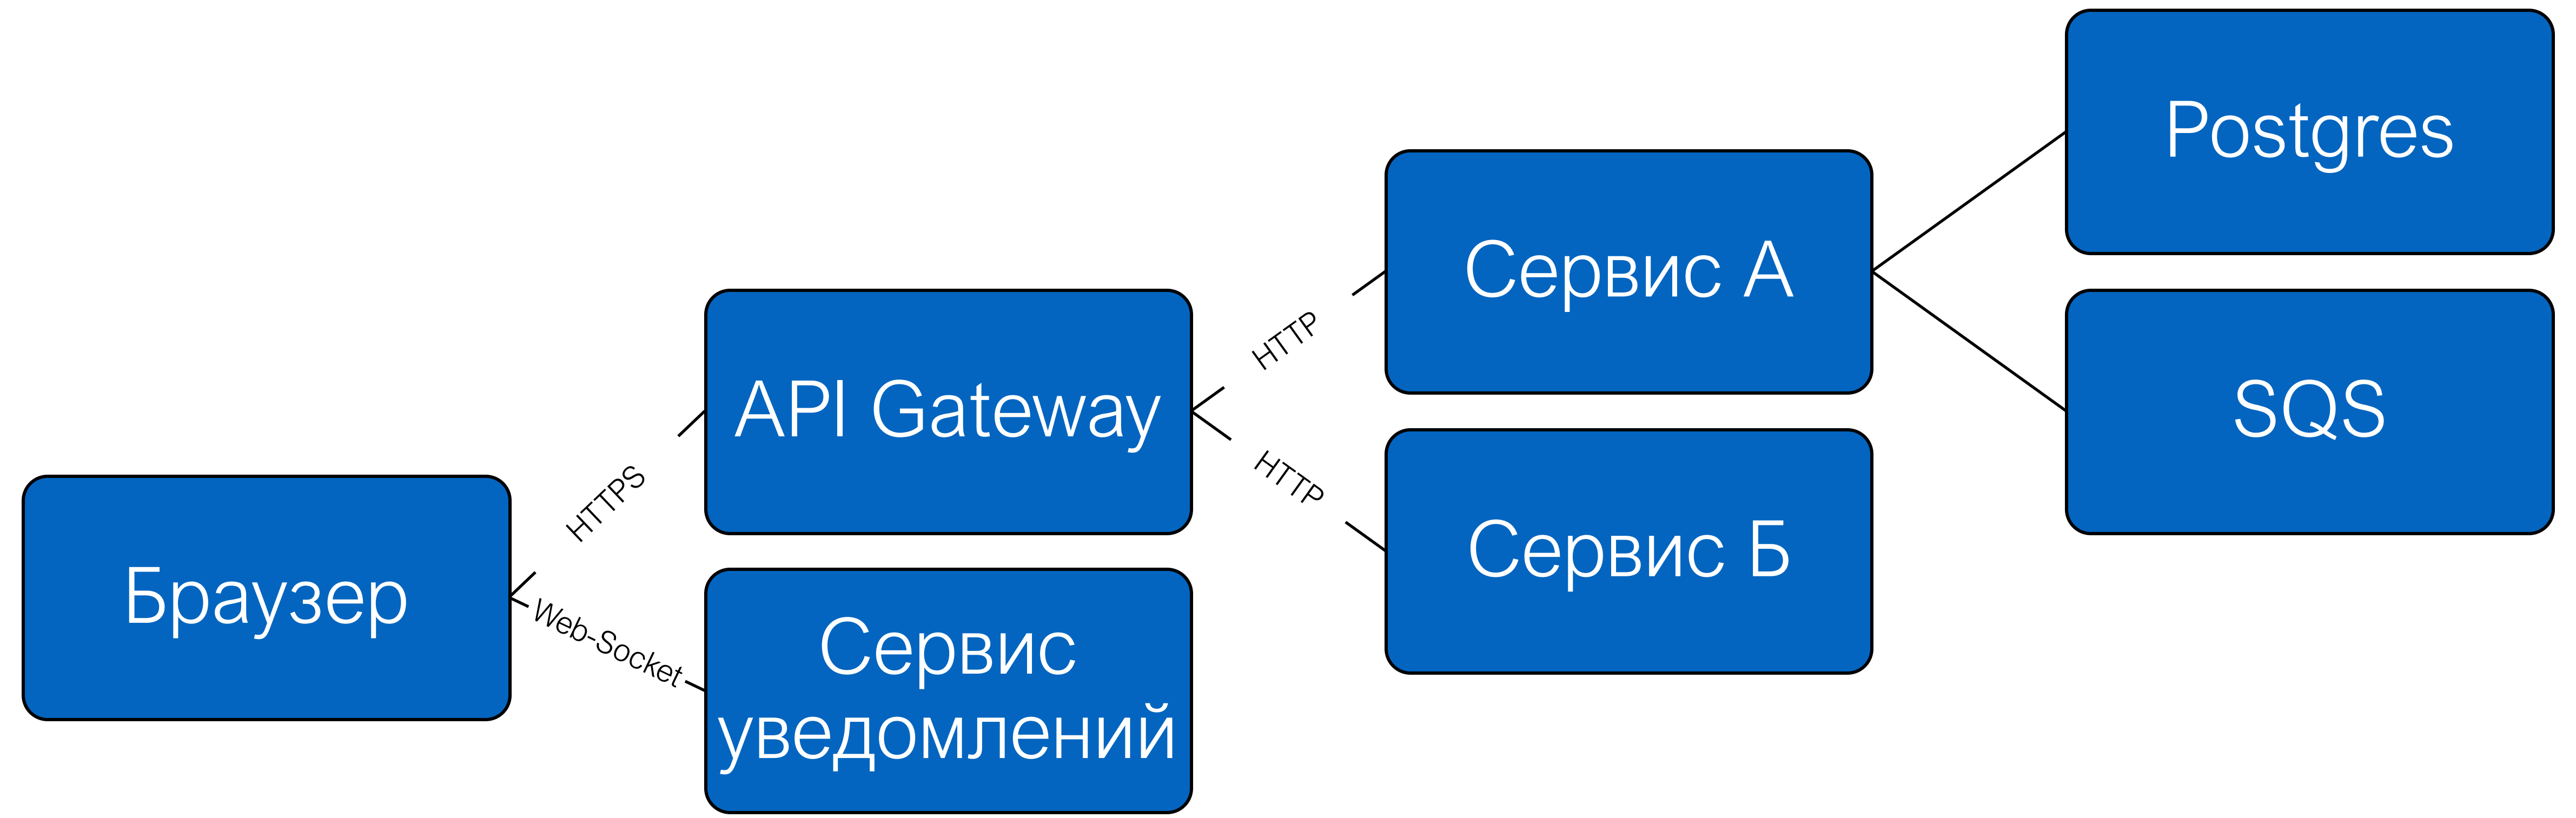 Браузер
HTTPS
Web-Socket
API Gateway
Сервис
уведомлений
HTTP
HTTP
Сервис А
Сервис Б
Postgres
SQS